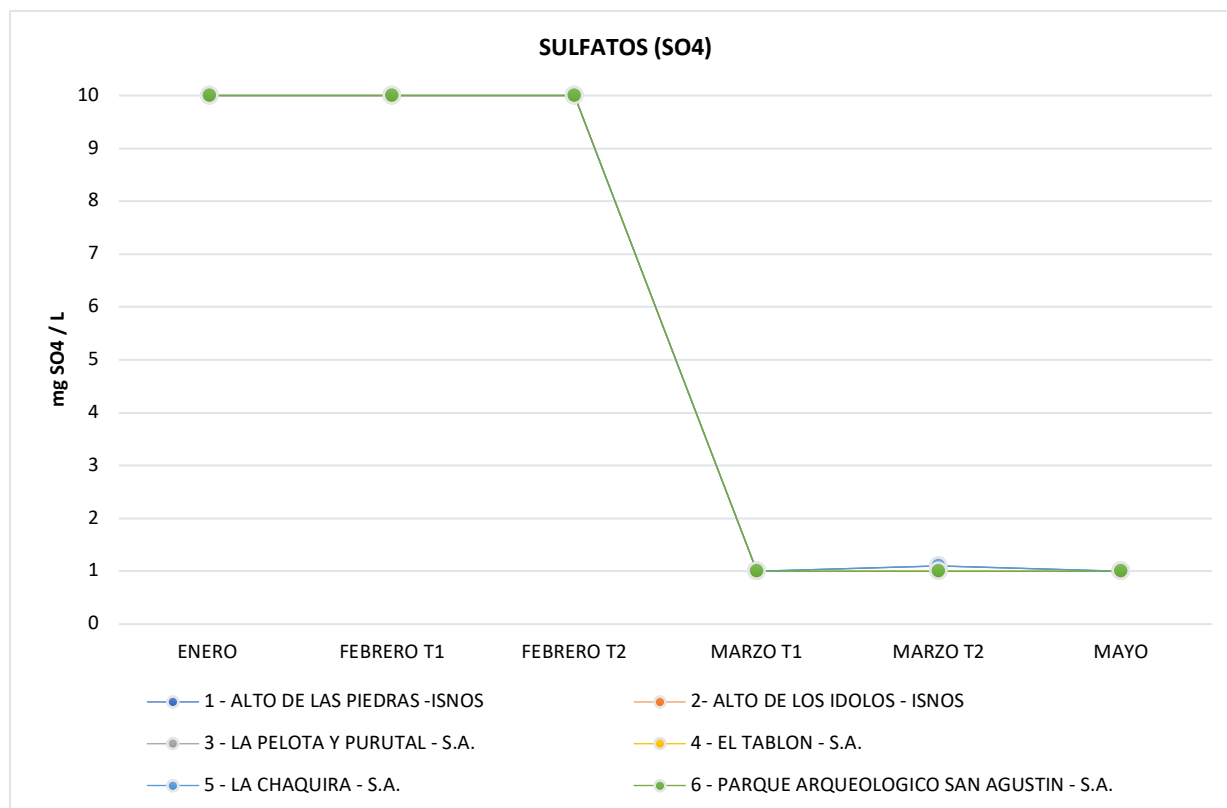 SULFATOS (SO4)
mg SO4 / L
10
9
8
7
6
5
4
3
2
1
0
ENERO FEBRERO T1 FEBRERO T2 MARZO T1 MARZO T2 MAYO
1 - ALTO DE LAS PIEDRAS -ISNOS 2- ALTO DE LOS IDOLOS - ISNOS
3 - LA PELOTA Y PURUTAL - S.A. 4 - EL TABLON - S.A.
5 - LA CHAQUIRA - S.A. 6 - PARQUE ARQUEOLOGICO SAN AGUSTIN - S.A.